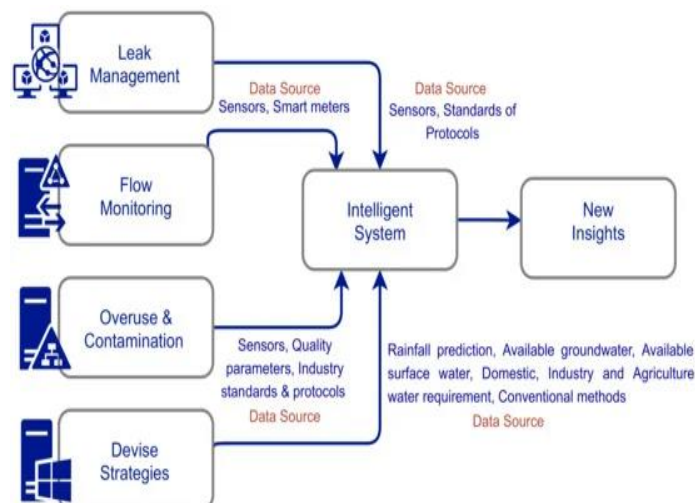 Leak
Management
Data Source
Sensors, Smart meters
Data Source
Sensors, Standards of
Protocols
Flow
Monitoring
Intelligent
System
New
Insights
Overuse &
Contamination
Sensors, Quality
parameters, Industry
standards & protocols
Data Source
Rainfall prediction, Available groundwater, Available
surface water, Domestic, Industry and Agriculture
water requirement, Conventional methods
Data Source
Devise
Strategies